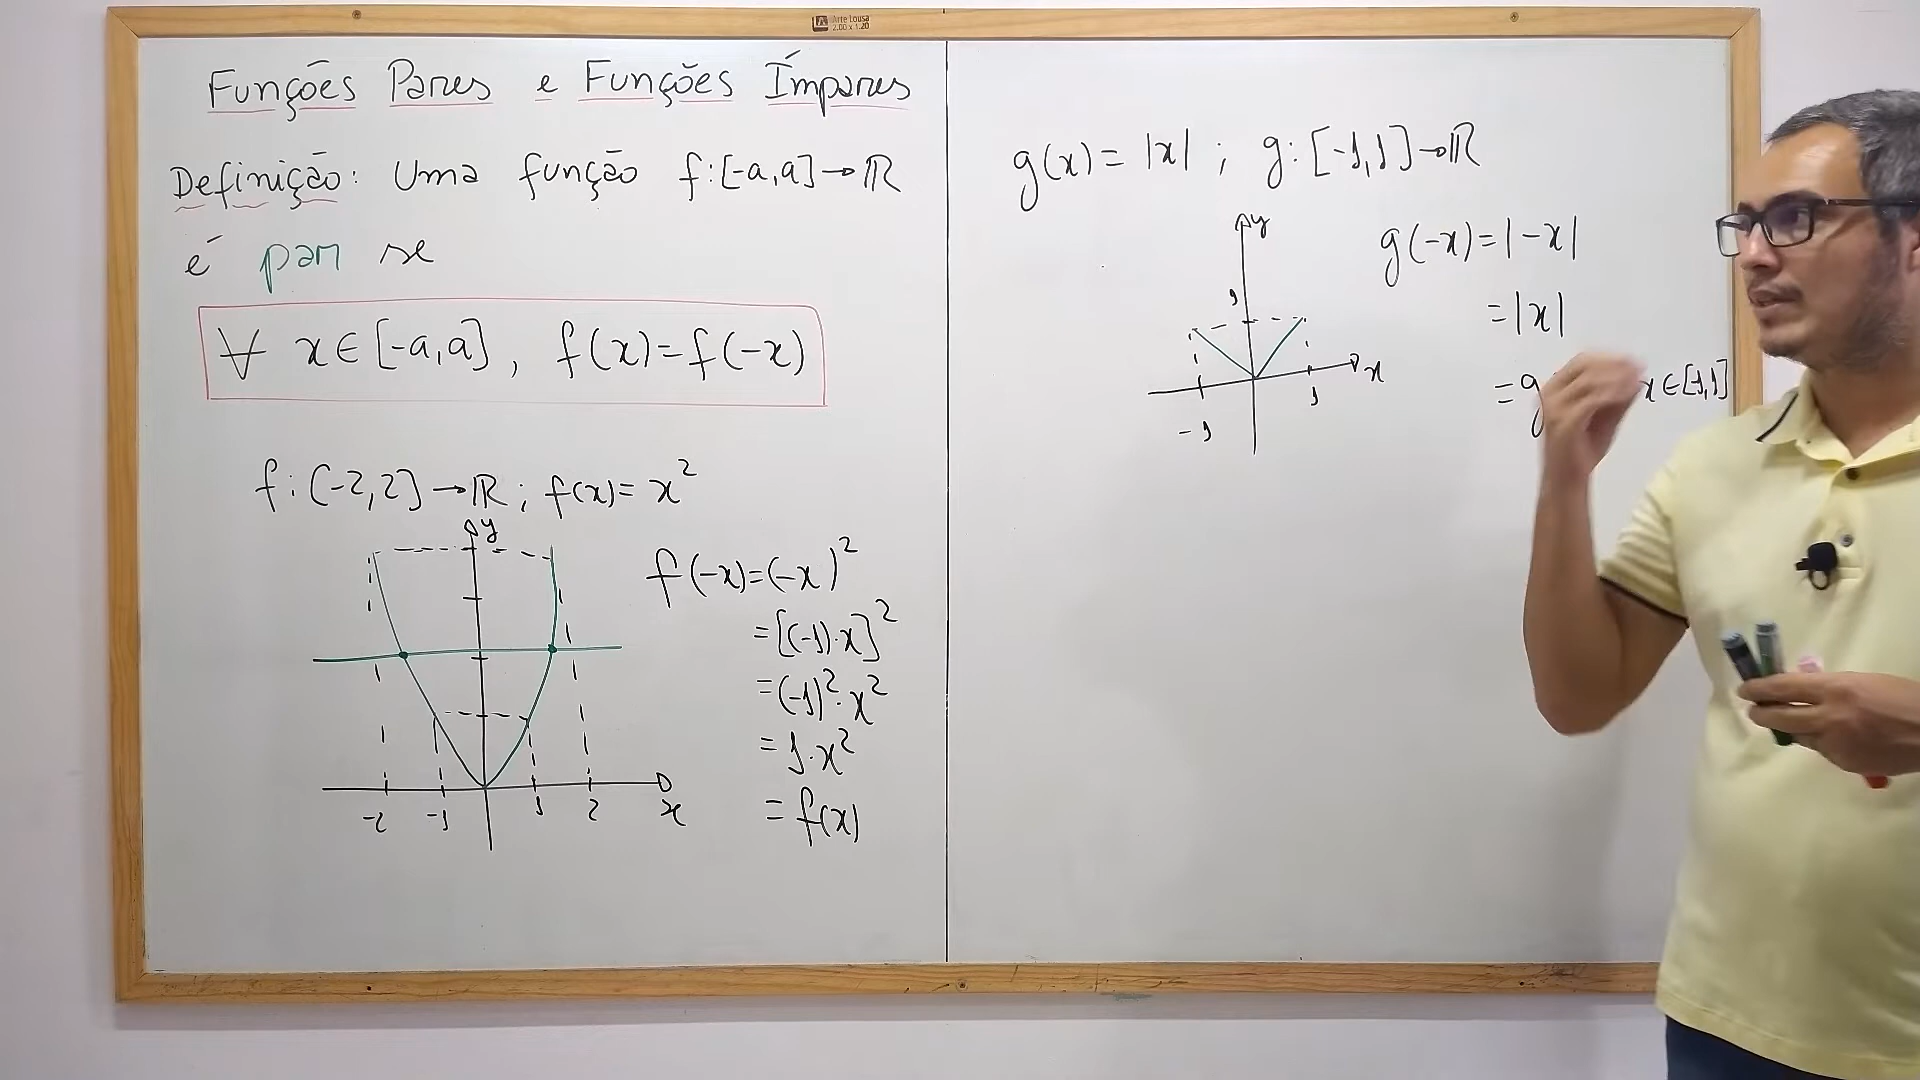 Arte Lousa
2,00 x 1,20
Funções Pares e Funções Ímpares
Definição: Uma função f:[-a,a]→ℝ
é par se
∀ x∈[-a,a], f(x)=f(-x)
f:[-2,2]→ℝ; f(x)= x²
y
-2 -1 1 2 x
f(-x)=(-x)²
=[(-1)·x]²
=(-1)²·x²
=1·x²
=f(x)
g(x)=|x| ; g:[-1,1]→ℝ
y
1
-1 1 x
g(-x)=|-x|
=|x|
=g x∈[-1,1]